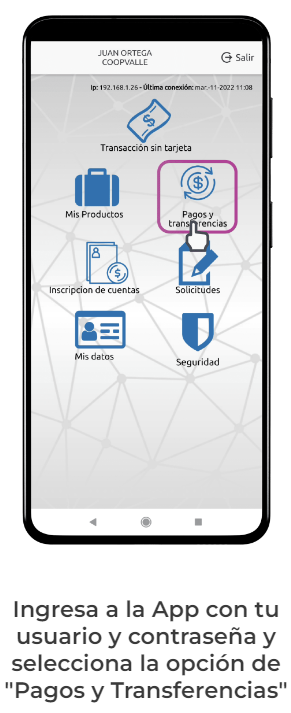 JUAN ORTEGA
COOPVALLE
Salir
Ip: 192.168.1.26 - Última conexión: mar.-11-2022 11:08
Transacción sin tarjeta
Mis Productos
Pagos y
transferencias
Inscripcion de cuentas
Solicitudes
Mis datos
Seguridad
Ingresa a la App con tu
usuario y contraseña y
selecciona la opción de
"Pagos y Transferencias"